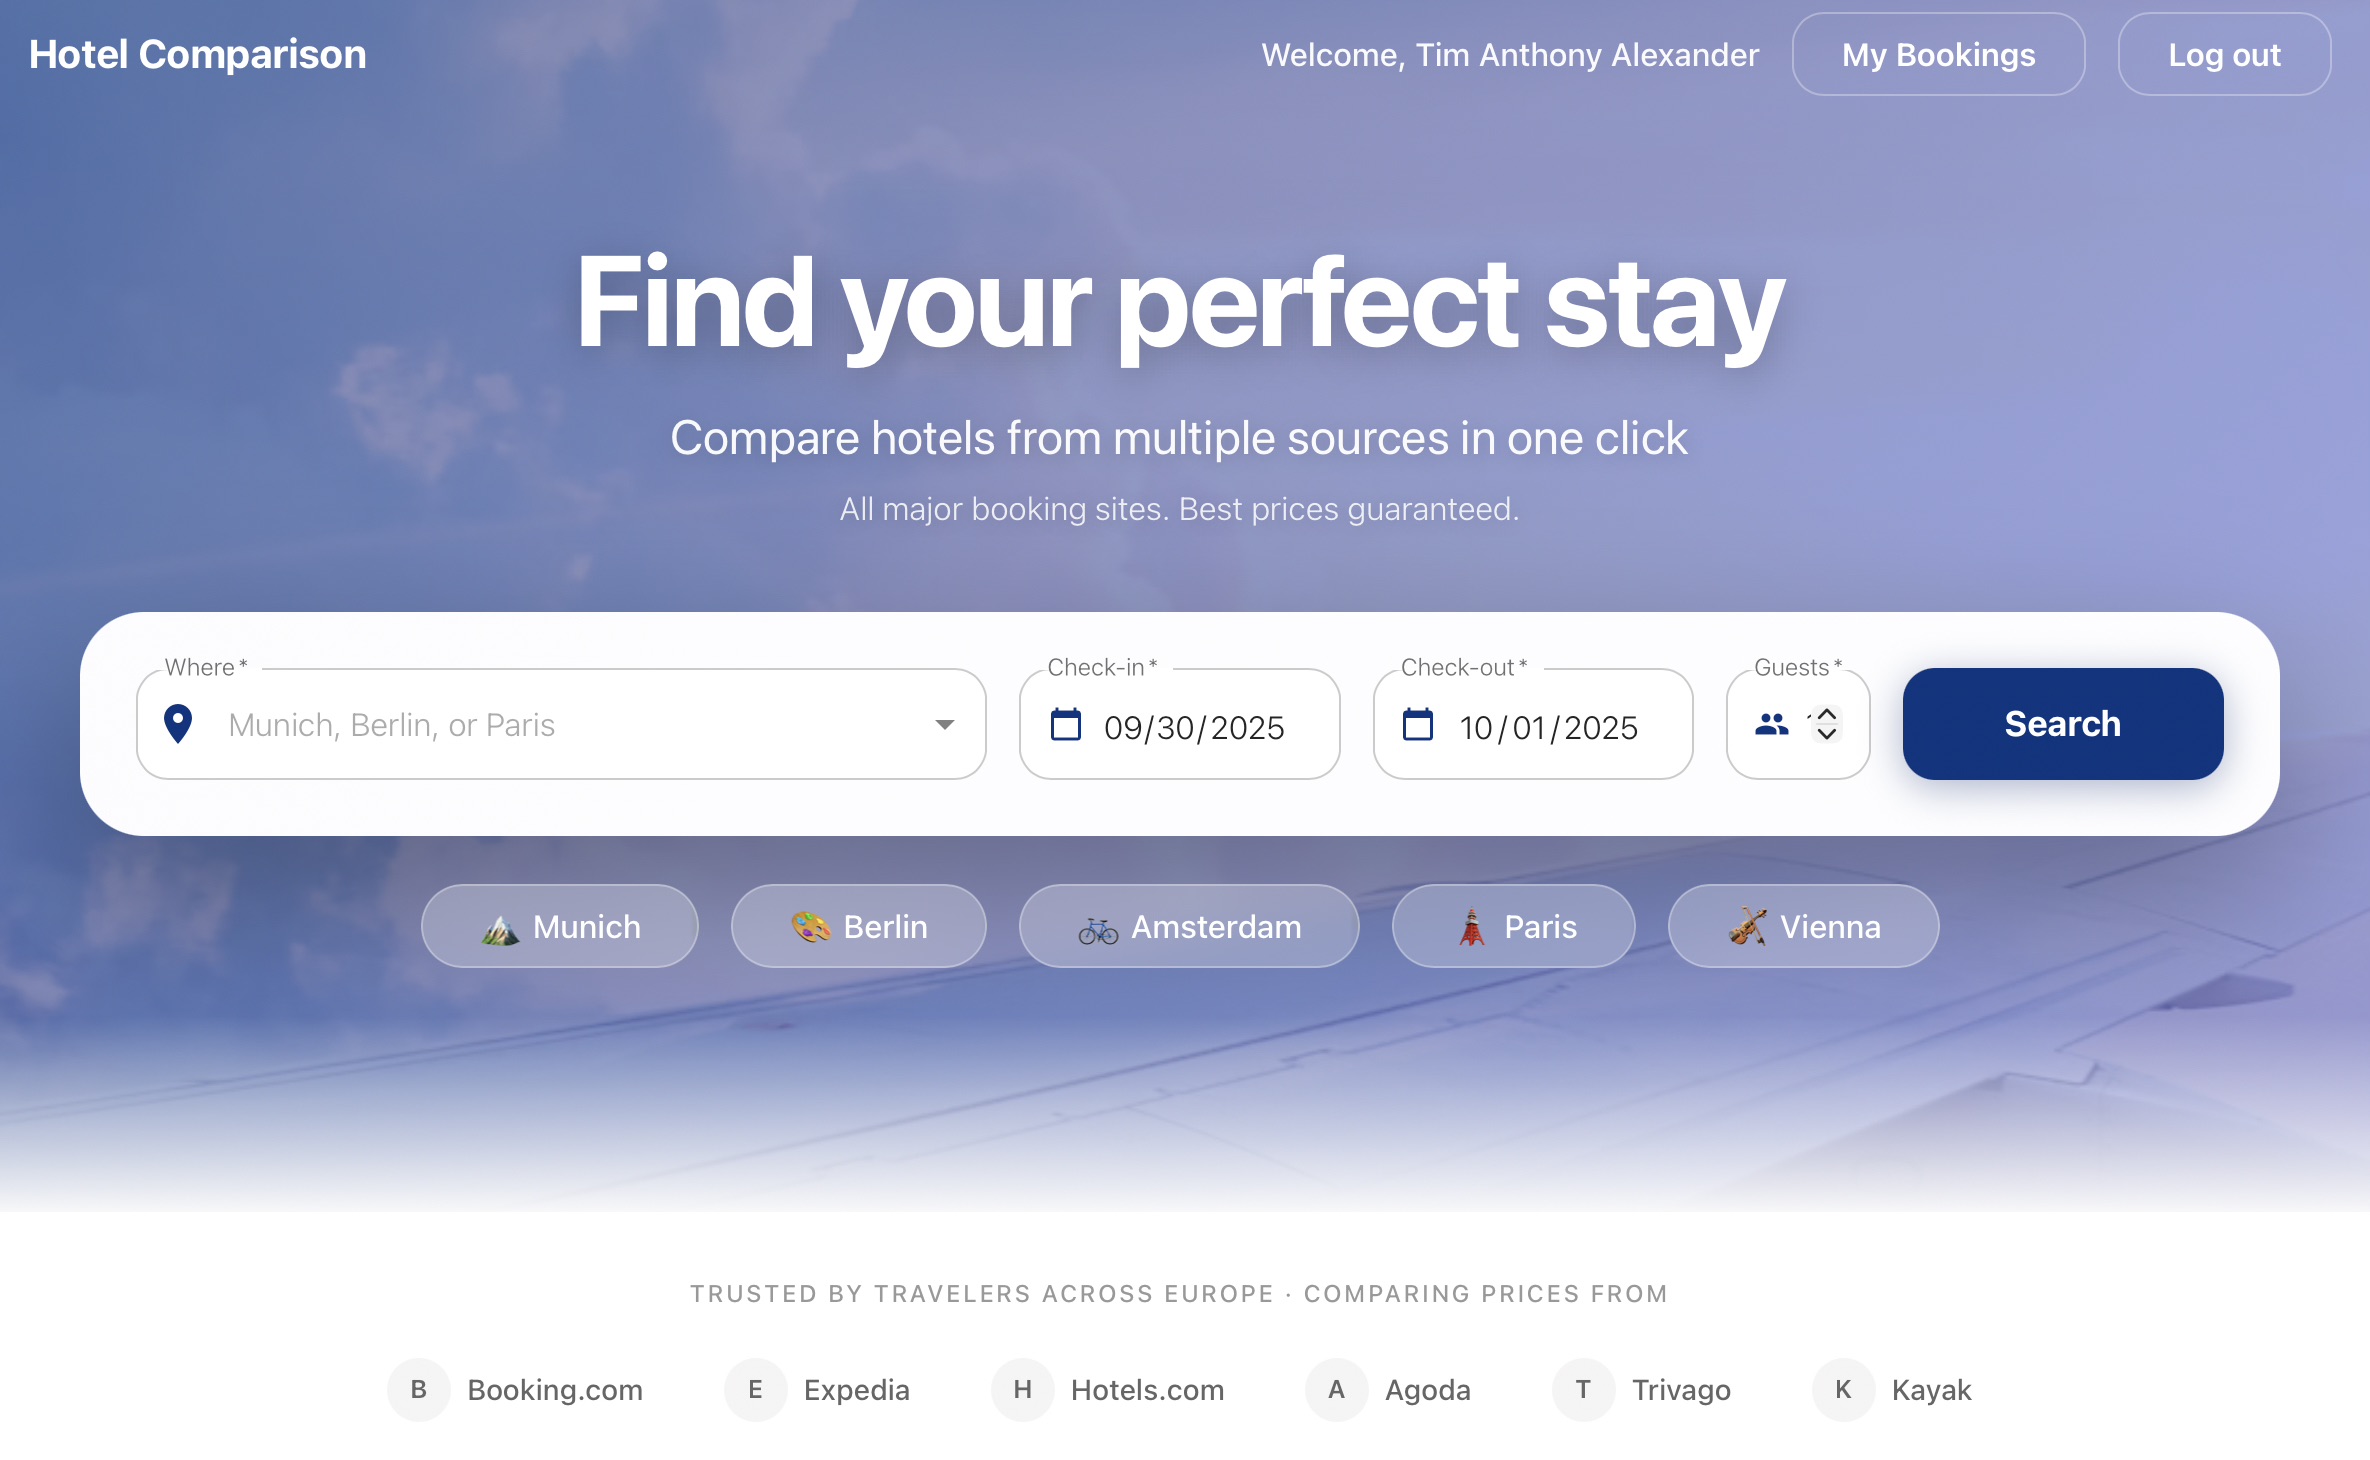 Hotel Comparison
Welcome, Tim Anthony Alexander
My Bookings
Log out
Find your perfect stay
Compare hotels from multiple sources in one click
All major booking sites. Best prices guaranteed.
Where *
Munich, Berlin, or Paris
Check-in *
09/30/2025
Check-out *
10/01/2025
Guests *
Search
Munich
Berlin
Amsterdam
Paris
Vienna
TRUSTED BY TRAVELERS ACROSS EUROPE · COMPARING PRICES FROM
B Booking.com
E Expedia
H Hotels.com
A Agoda
T Trivago
K Kayak